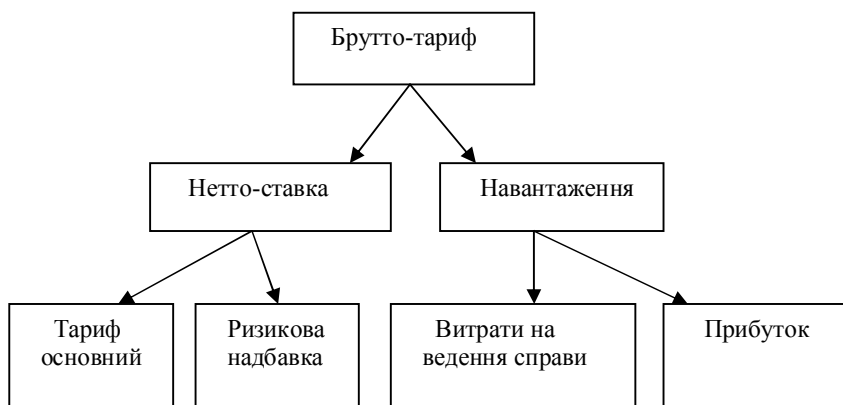 Брутто-тариф
Нетто-ставка
Навантаження
Тариф
основний
Ризикова
надбавка
Витрати на
ведення справи
Прибуток